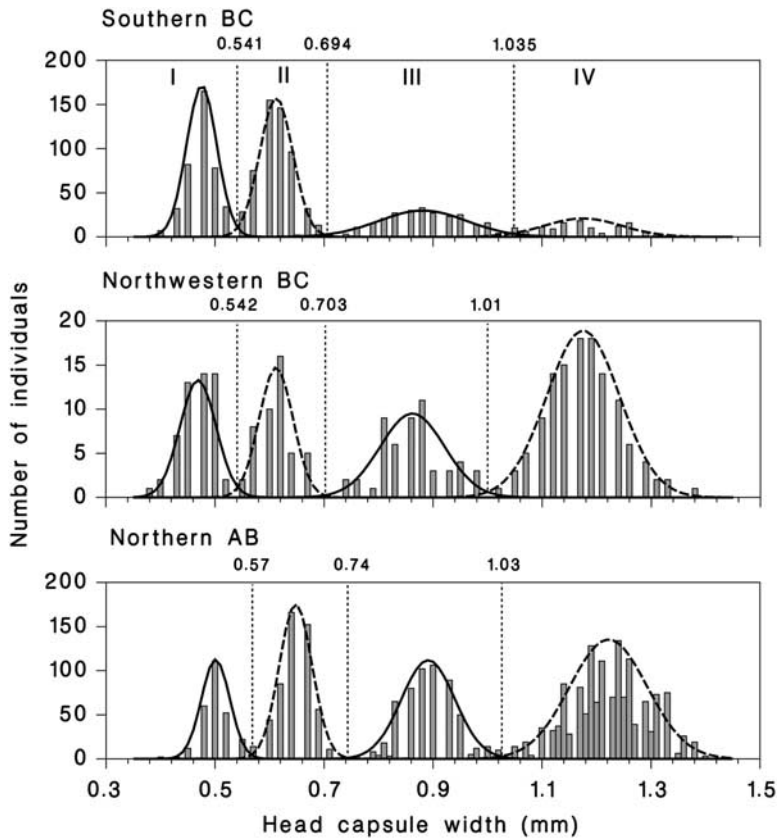 Southern BC
0.541 0.694 1.035
200
I II III IV
150
100
50
0
Northwestern BC
0.542 0.703 1.01
20
15
10
5
0
Number of individuals
Northern AB
0.57 0.74 1.03
200
150
100
50
0
0.3 0.5 0.7 0.9 1.1 1.3 1.5
Head capsule width (mm)